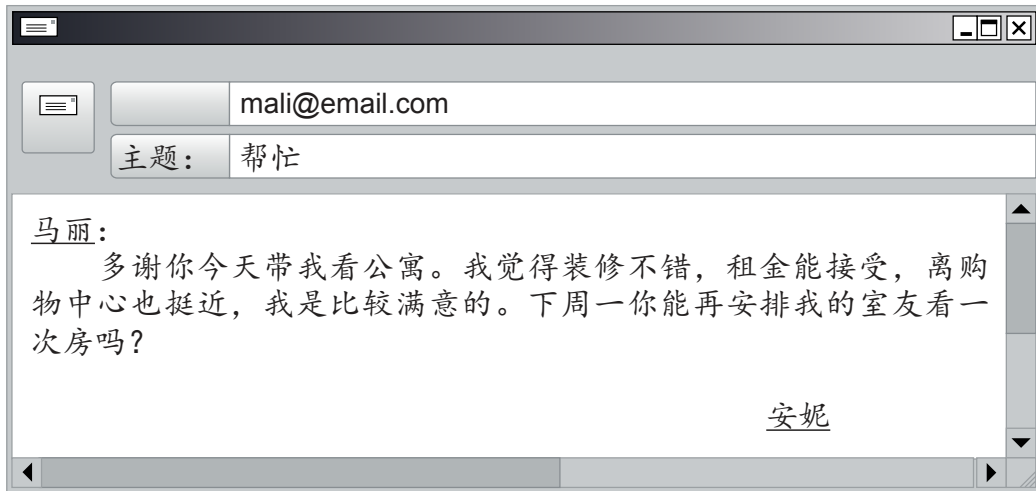 mali@email.com
主题： 帮忙
马丽：
多谢你今天带我看公寓。我觉得装修不错，租金能接受，离购
物中心也挺近，我是比较满意的。下周一你能再安排我的室友看一
次房吗？
安妮